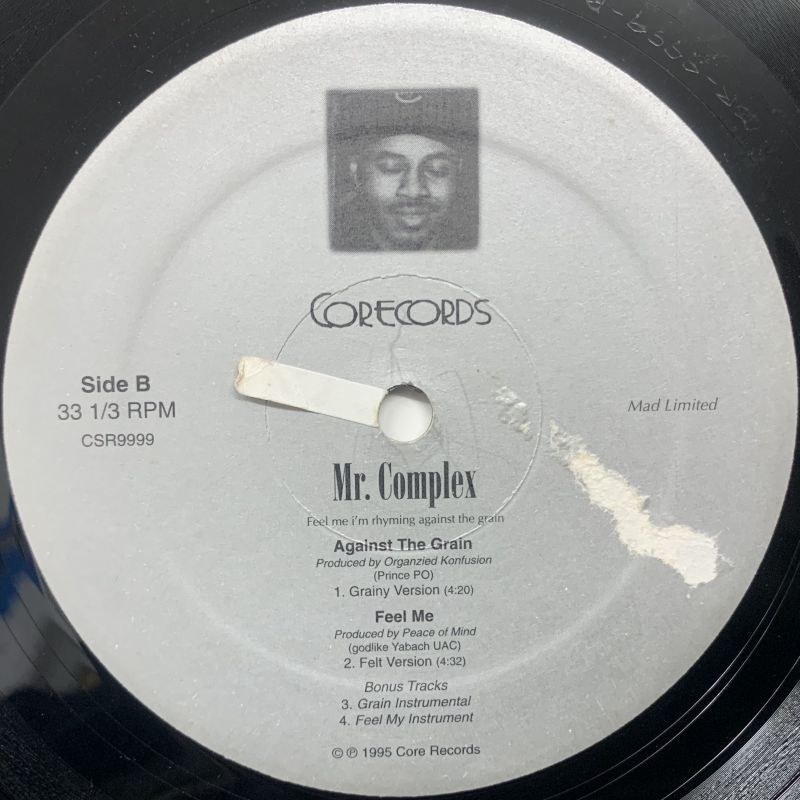 CORECORDS
Side B
33 1/3 RPM
CSR9999
Mad Limited
Mr. Complex
Feel me i'm rhyming against the grain
Against The Grain
Produced by Organzied Konfusion
(Prince PO)
1. Grainy Version (4:20)
Feel Me
Produced by Peace of Mind
(godlike Yabach UAC)
2. Felt Version (4:32)
Bonus Tracks
3. Grain Instrumental
4. Feel My Instrument
© ℗ 1995 Core Records